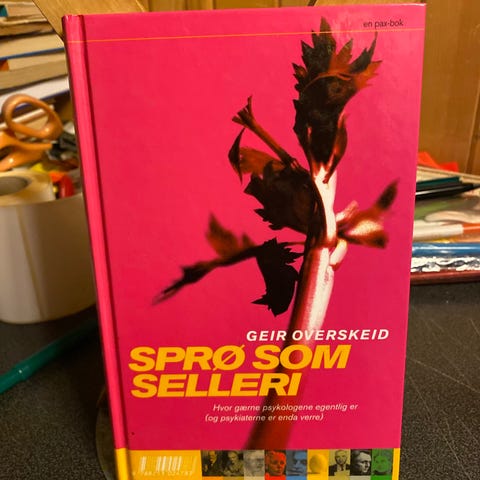 en pax-bok
GEIR OVERSKEID
SPRØ SOM
SELLERI
Hvor gærne psykologene egentlig er
(og psykiaterne er enda verre)